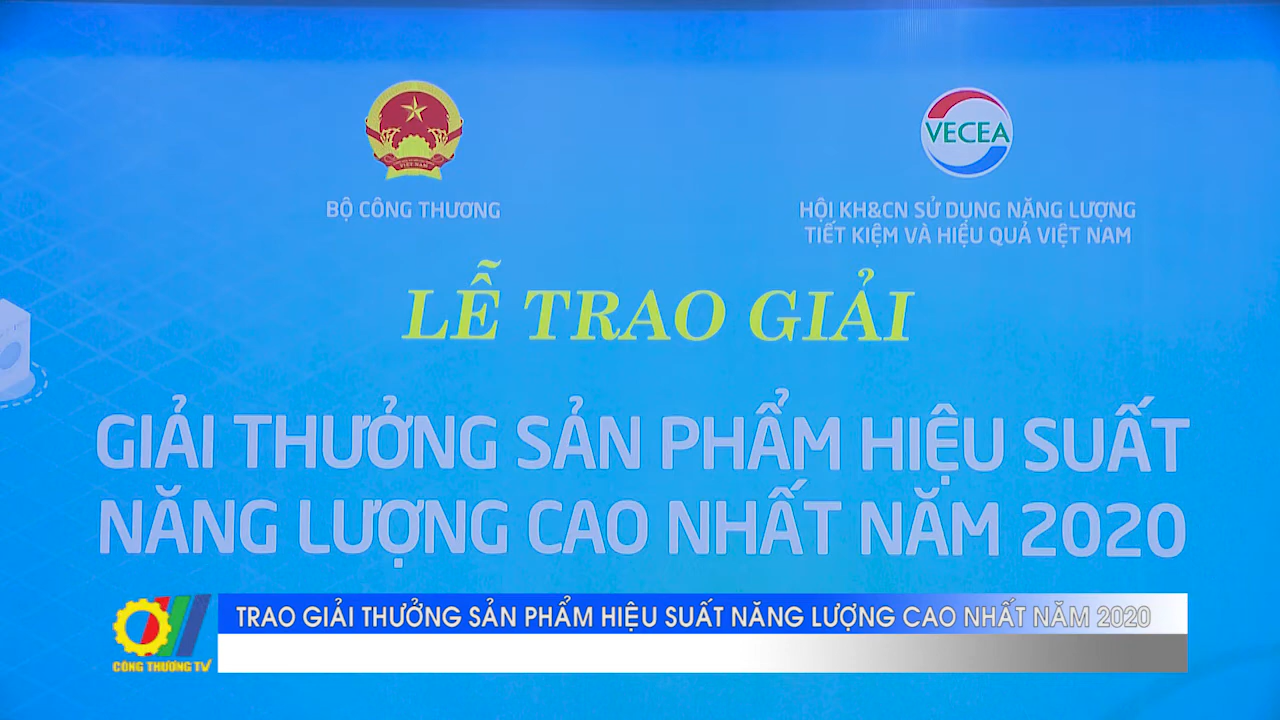 VIỆT NAM
VECEA
BỘ CÔNG THƯƠNG
HỘI KH&CN SỬ DỤNG NĂNG LƯỢNG
TIẾT KIỆM VÀ HIỆU QUẢ VIỆT NAM
LỄ TRAO GIẢI
GIẢI THƯỞNG SẢN PHẨM HIỆU SUẤT
NĂNG LƯỢNG CAO NHẤT NĂM 2020
TRAO GIẢI THƯỞNG SẢN PHẨM HIỆU SUẤT NĂNG LƯỢNG CAO NHẤT NĂM 2020
CÔNG THƯƠNG TV